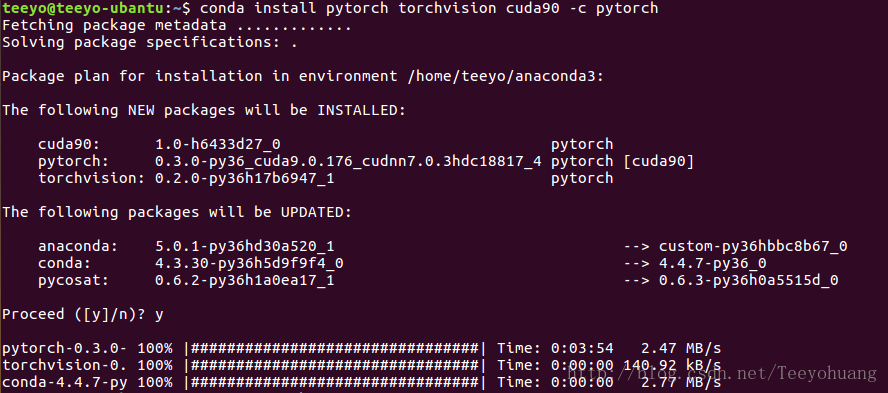 teeyo@teeyo-ubantu:~$ conda install pytorch torchvision cuda90 -c pytorch
Fetching package metadata .............
Solving package specifications: .
Package plan for installation in environment /home/teeyo/anaconda3:
The following NEW packages will be INSTALLED:
cuda90: 1.0-h6433d27_0 pytorch
pytorch: 0.3.0-py36_cuda9.0.176_cudnn7.0.3hdc18817_4 pytorch [cuda90]
torchvision: 0.2.0-py36h17b6947_1 pytorch
The following packages will be UPDATED:
anaconda: 5.0.1-py36hd30a520_1 --> custom-py36hbbc8b67_0
conda: 4.3.30-py36h5d9f9f4_0 --> 4.4.7-py36_0
pycosat: 0.6.2-py36h1a0ea17_1 --> 0.6.3-py36h0a5515d_0
Proceed ([y]/n)? y
pytorch-0.3.0- 100% |################################| Time: 0:03:54 2.47 MB/s
torchvision-0. 100% |################################| Time: 0:00:00 140.92 kB/s
conda-4.4.7-py 100% |################################| Time: 0:00:00 2.77 MB/s
http://blog.csdn.net/Teeyohuang